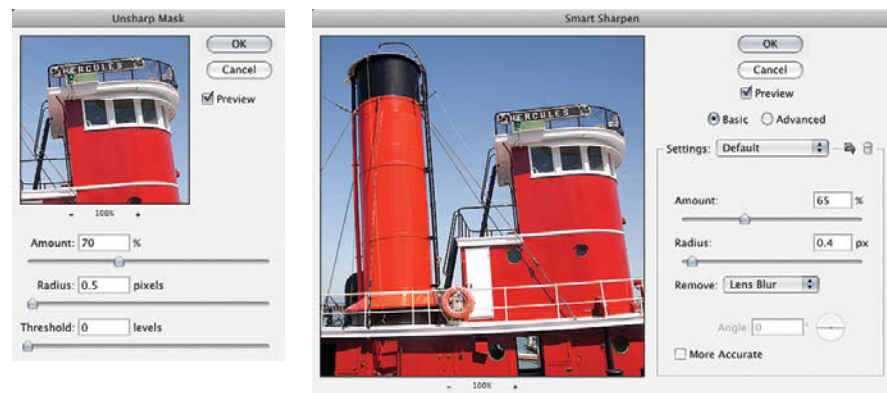 Unsharp Mask
HERCULES
OK
Cancel
Preview
- 100% +
Amount: 70 %
Radius: 0.5 pixels
Threshold: 0 levels
Smart Sharpen
HERCULES
OK
Cancel
Preview
Basic Advanced
Settings: Default
Amount: 65 %
Radius: 0.4 px
Remove: Lens Blur
Angle: 0 °
More Accurate
- 100% +